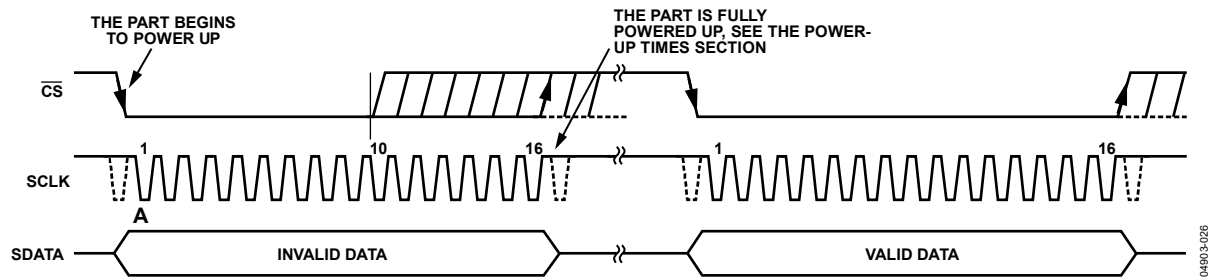 THE PART BEGINS
TO POWER UP
THE PART IS FULLY
POWERED UP, SEE THE POWER-
UP TIMES SECTION
CS
SCLK
1
10
16
1
16
A
SDATA
INVALID DATA
VALID DATA
04903-026